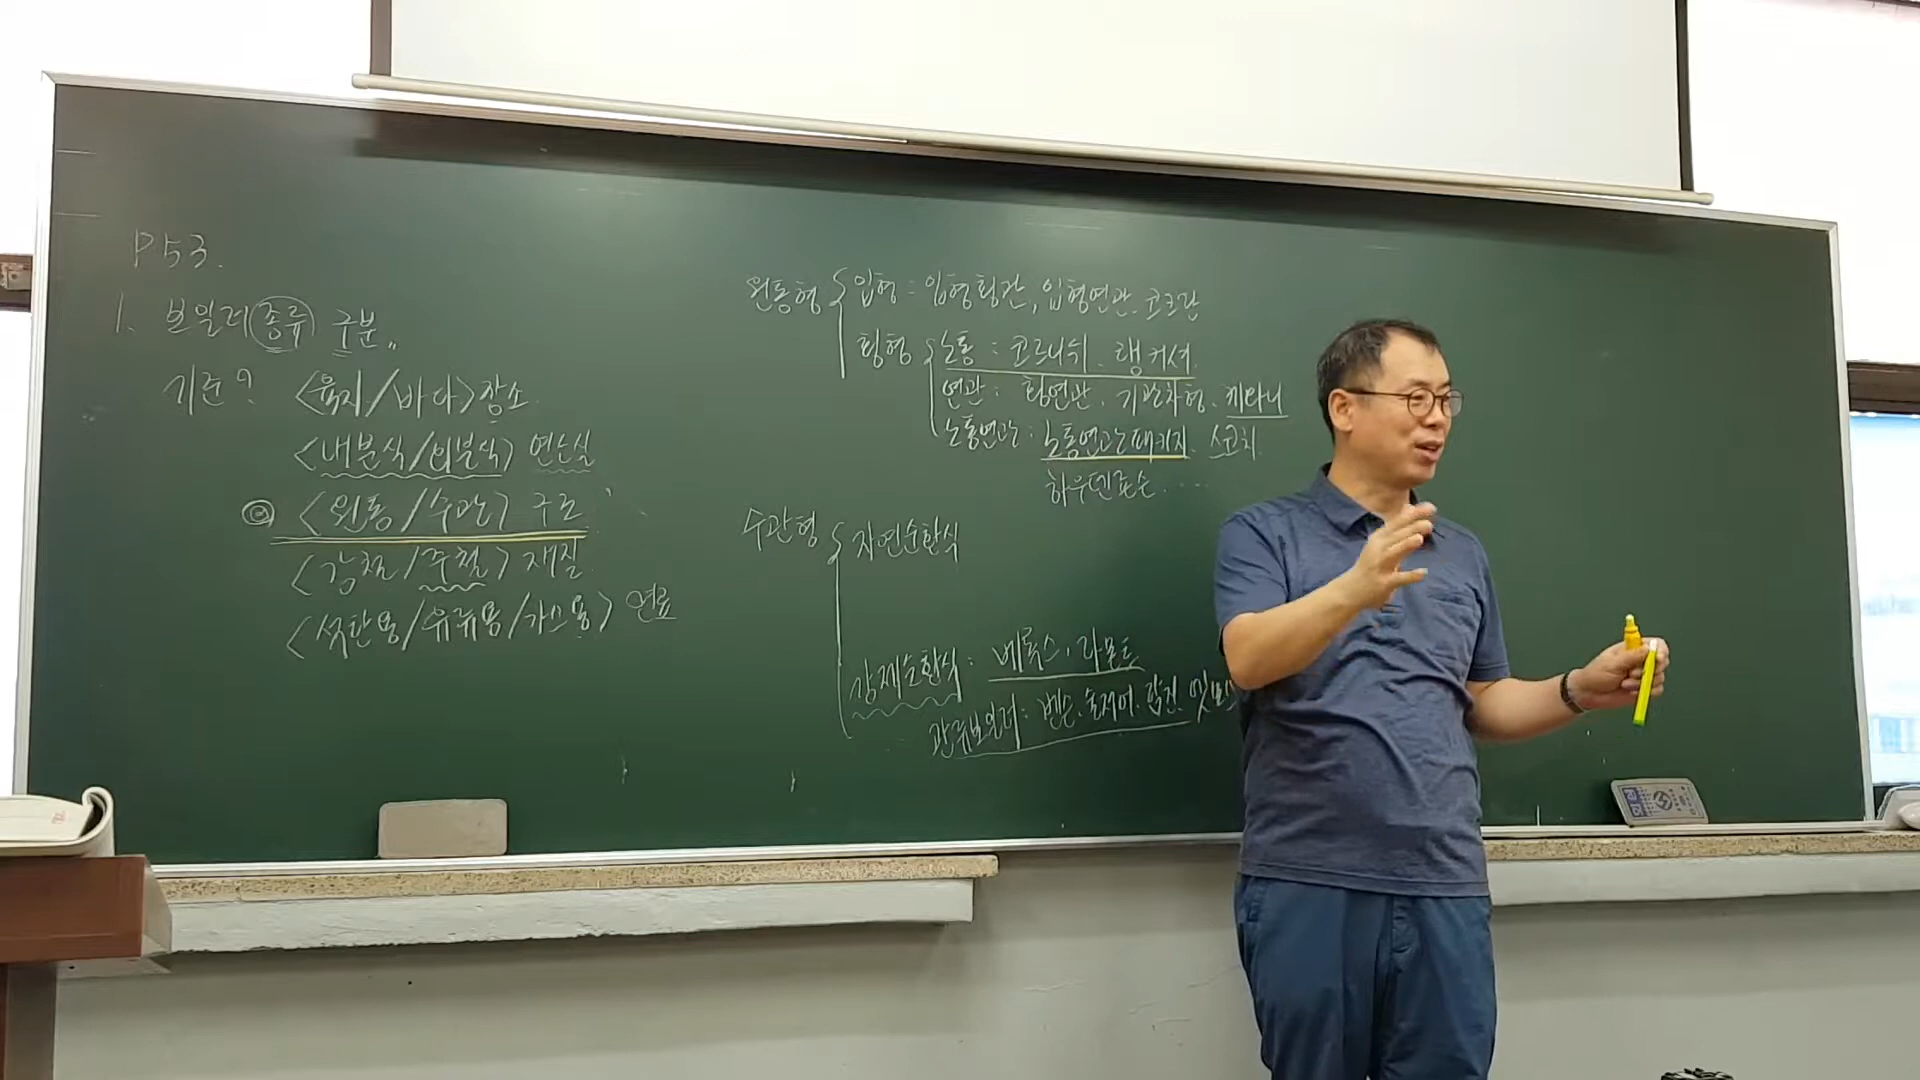 P53.
1. 보일러 종류 구분
기준? <육지/바다> 장소
<내분식/외분식> 연소실
◎ <원통/수관> 구조
<강철/주철> 재질
<석탄용/유류용/가스용> 연료
원통형 { 입형 : 입형횡관, 입형연관, 코크란
횡형 { 노통 : 코르니쉬, 랭커셔
연관 : 횡연관, 기관차형, 케와니
노통연관 : 노통연관패키지, 스코치
하우덴존슨 ....
수관형 { 자연순환식
강제순환식 : 베록스, 라몬트
관류보일러 : 벤슨, 술저어, 람진